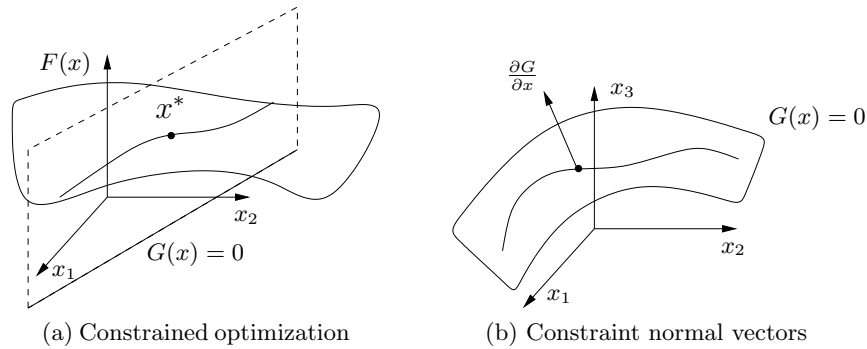 F(x)
x*
x₂
G(x) = 0
x₁
(a) Constrained optimization
∂G
∂x
x₃
G(x) = 0
x₂
x₁
(b) Constraint normal vectors